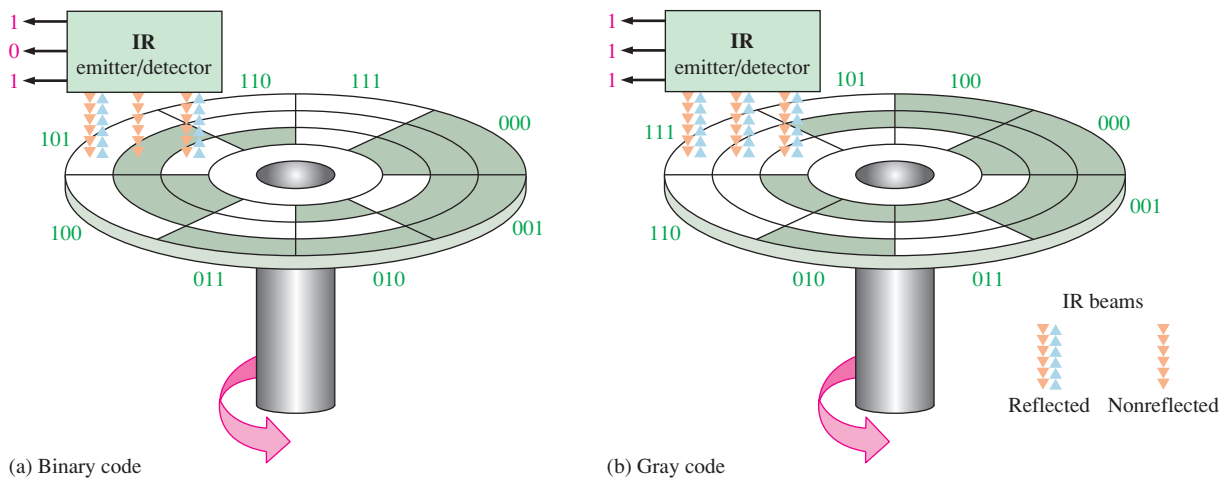 1
0
1
IR
emitter/detector
110
111
101
000
100
001
011
010
(a) Binary code
1
1
1
IR
emitter/detector
101
100
111
000
110
001
010
011
IR beams
Reflected Nonreflected
(b) Gray code